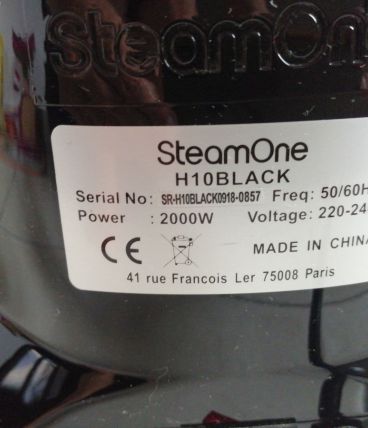 SteamOn
SteamOne
H10BLACK
Serial No: SR-H10BLACK0918-0857 Freq: 50/60H
Power : 2000W Voltage: 220-24
CE MADE IN CHINA
41 rue Francois Ler 75008 Paris